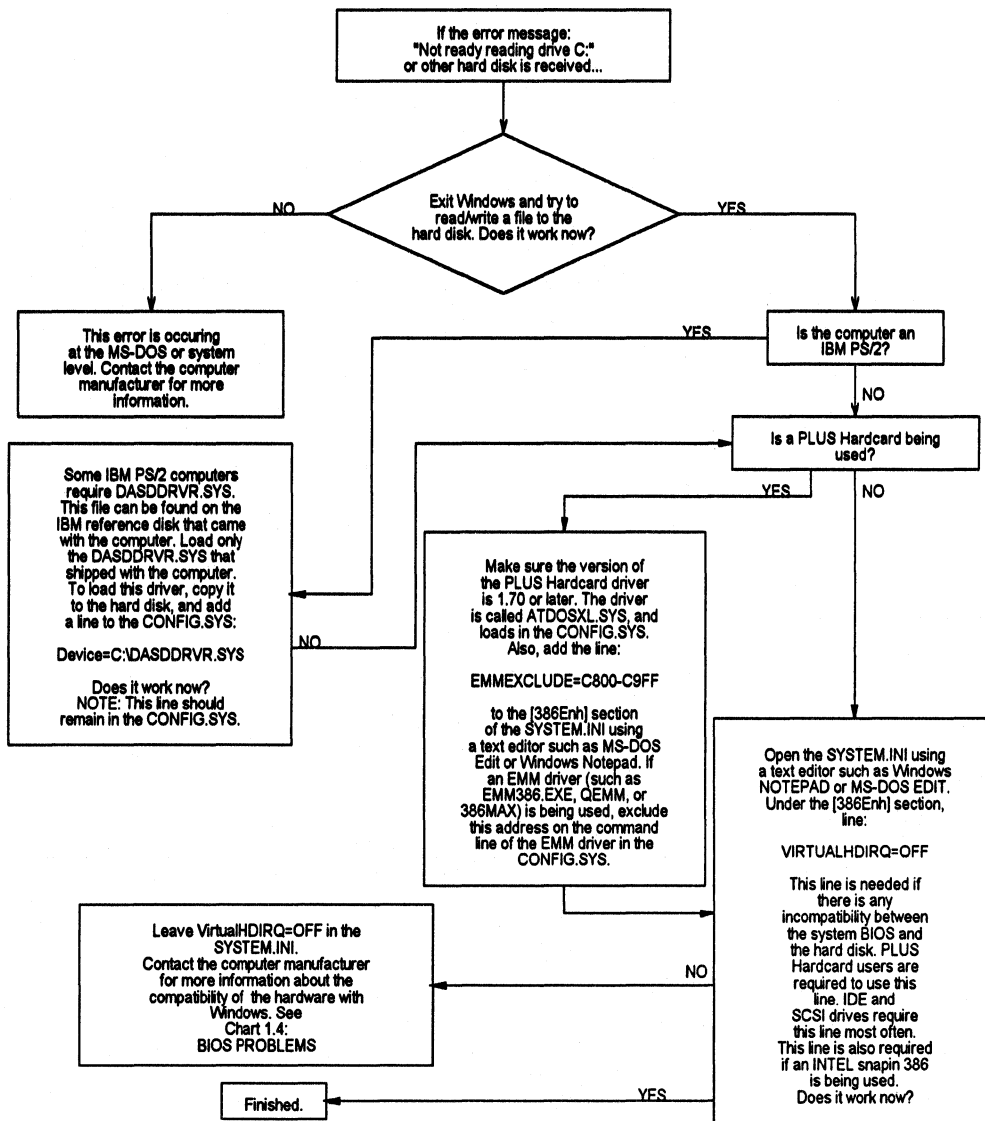 If the error message:
"Not ready reading drive C:"
or other hard disk is received...
Exit Windows and try to
read/write a file to the
hard disk. Does it work now?
NO
YES
This error is occuring
at the MS-DOS or system
level. Contact the computer
manufacturer for more
information.
YES
Is the computer an
IBM PS/2?
NO
Is a PLUS Hardcard being
used?
YES
NO
Some IBM PS/2 computers
require DASDDRVR.SYS.
This file can be found on the
IBM reference disk that came
with the computer. Load only
the DASDDRVR.SYS that
shipped with the computer.
To load this driver, copy it
to the hard disk, and add
a line to the CONFIG.SYS:
Device=C:\DASDDRVR.SYS
Does it work now?
NOTE: This line should
remain in the CONFIG.SYS.
NO
Make sure the version of
the PLUS Hardcard driver
is 1.70 or later. The driver
is called ATDOSXL.SYS, and
loads in the CONFIG.SYS.
Also, add the line:
EMMEXCLUDE=C800-C9FF
to the [386Enh] section
of the SYSTEM.INI using
a text editor such as MS-DOS
Edit or Windows Notepad. If
an EMM driver (such as
EMM386.EXE, QEMM, or
386MAX) is being used, exclude
this address on the command
line of the EMM driver in the
CONFIG.SYS.
Open the SYSTEM.INI using
a text editor such as Windows
NOTEPAD or MS-DOS EDIT.
Under the [386Enh] section,
line:
VIRTUALHDIRQ=OFF
This line is needed if
there is any
incompatibility between
the system BIOS and
the hard disk. PLUS
Hardcard users are
required to use this
line. IDE and
SCSI drives require
this line most often.
This line is also required
if an INTEL snapin 386
is being used.
Does it work now?
NO
Leave VirtualHDIRQ=OFF in the
SYSTEM.INI.
Contact the computer manufacturer
for more information about the
compatibility of the hardware with
Windows. See
Chart 1.4:
BIOS PROBLEMS
YES
Finished.